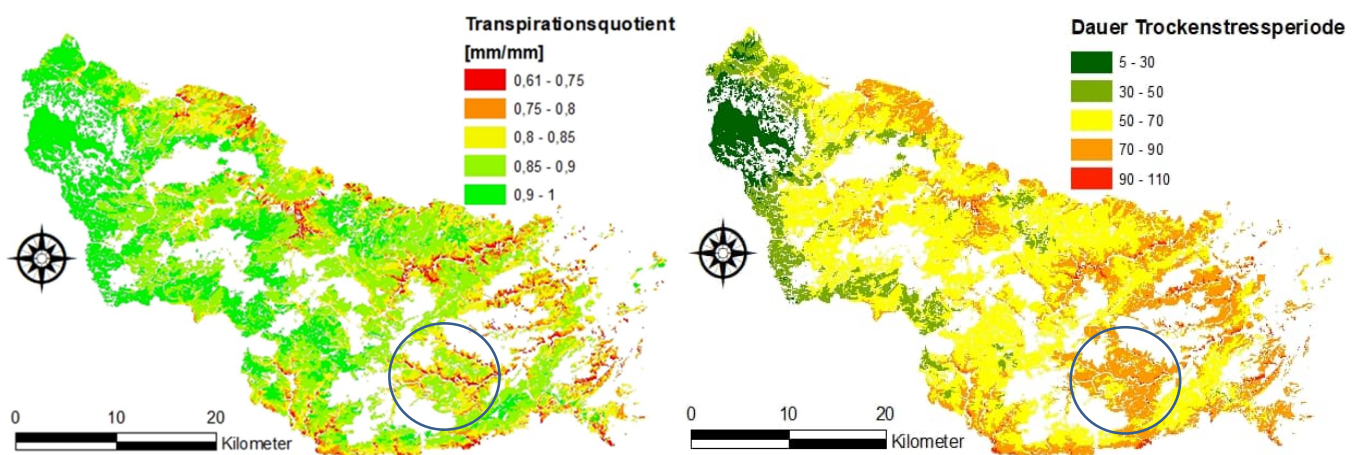 Transpirationsquotient
[mm/mm]
0,61 - 0,75
0,75 - 0,8
0,8 - 0,85
0,85 - 0,9
0,9 - 1
0 10 20
Kilometer
Dauer Trockenstressperiode
5 - 30
30 - 50
50 - 70
70 - 90
90 - 110
0 10 20
Kilometer